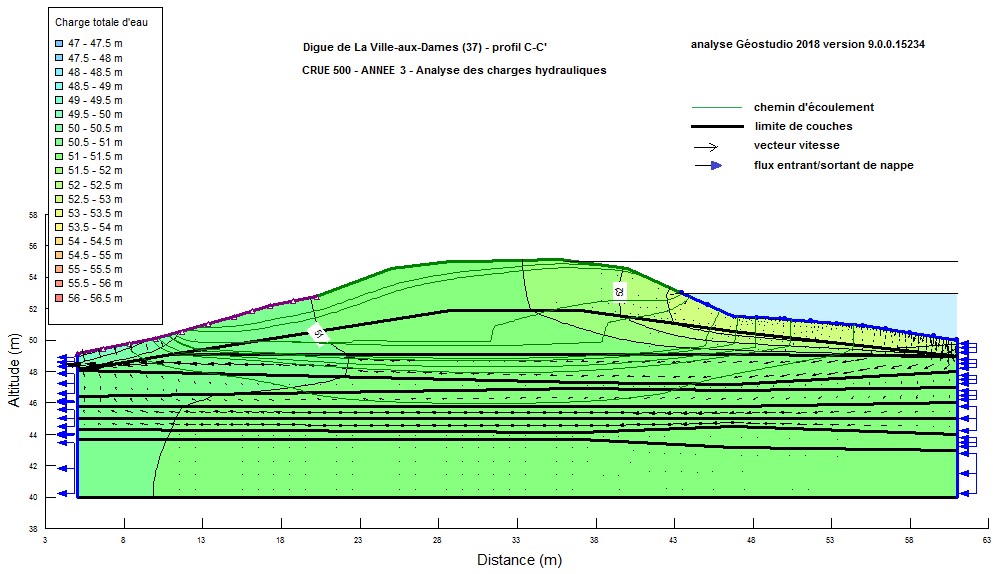 Charge totale d'eau
47 - 47.5 m
47.5 - 48 m
48 - 48.5 m
48.5 - 49 m
49 - 49.5 m
49.5 - 50 m
50 - 50.5 m
50.5 - 51 m
51 - 51.5 m
51.5 - 52 m
52 - 52.5 m
52.5 - 53 m
53 - 53.5 m
53.5 - 54 m
54 - 54.5 m
54.5 - 55 m
55 - 55.5 m
55.5 - 56 m
56 - 56.5 m
Digue de La Ville-aux-Dames (37) - profil C-C'
CRUE 500 - ANNEE 3 - Analyse des charges hydrauliques
analyse Géostudio 2018 version 9.0.0.15234
chemin d'écoulement
limite de couches
vecteur vitesse
flux entrant/sortant de nappe
58
56
54
52
50
48
46
44
42
40
38
Altitude (m)
51
52
3 8 13 18 23 28 33 38 43 48 53 58 63
Distance (m)